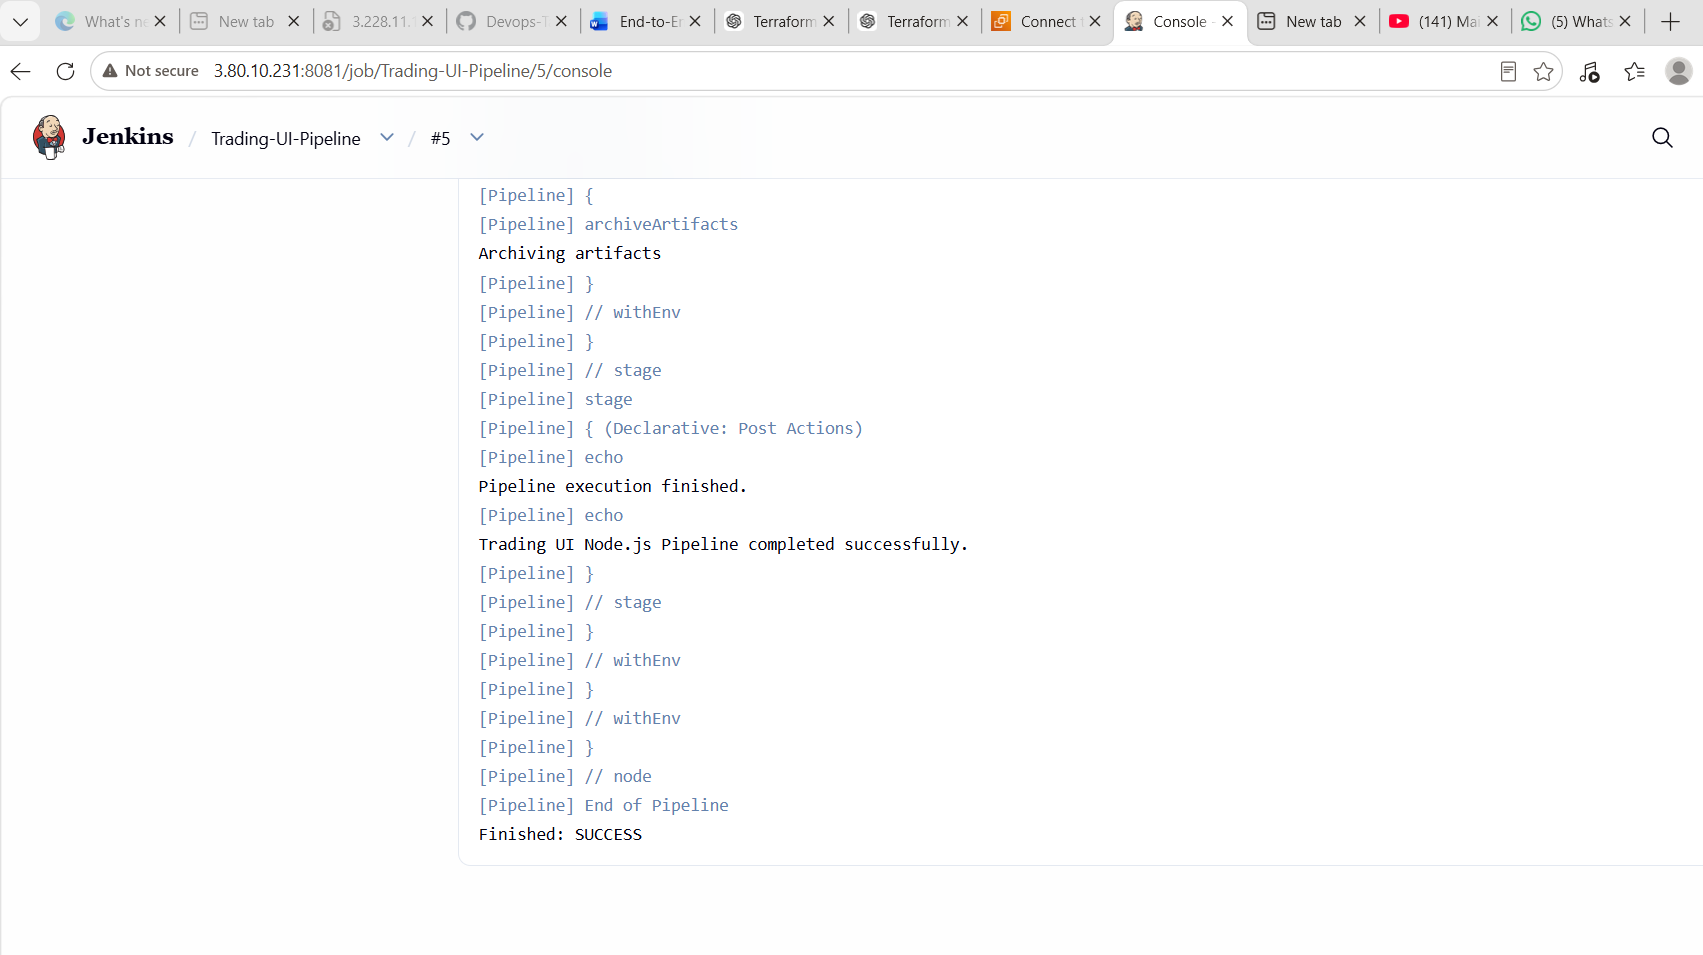 What's ne
New tab
3.228.11.1
Devops-T
End-to-En
Terraform
Terraform
Connect t
Console -
New tab
(141) Mai
(5) Whats
Not secure 3.80.10.231:8081/job/Trading-UI-Pipeline/5/console
Jenkins / Trading-UI-Pipeline / #5
[Pipeline] {
[Pipeline] archiveArtifacts
Archiving artifacts
[Pipeline] }
[Pipeline] // withEnv
[Pipeline] }
[Pipeline] // stage
[Pipeline] stage
[Pipeline] { (Declarative: Post Actions)
[Pipeline] echo
Pipeline execution finished.
[Pipeline] echo
Trading UI Node.js Pipeline completed successfully.
[Pipeline] }
[Pipeline] // stage
[Pipeline] }
[Pipeline] // withEnv
[Pipeline] }
[Pipeline] // withEnv
[Pipeline] }
[Pipeline] // node
[Pipeline] End of Pipeline
Finished: SUCCESS